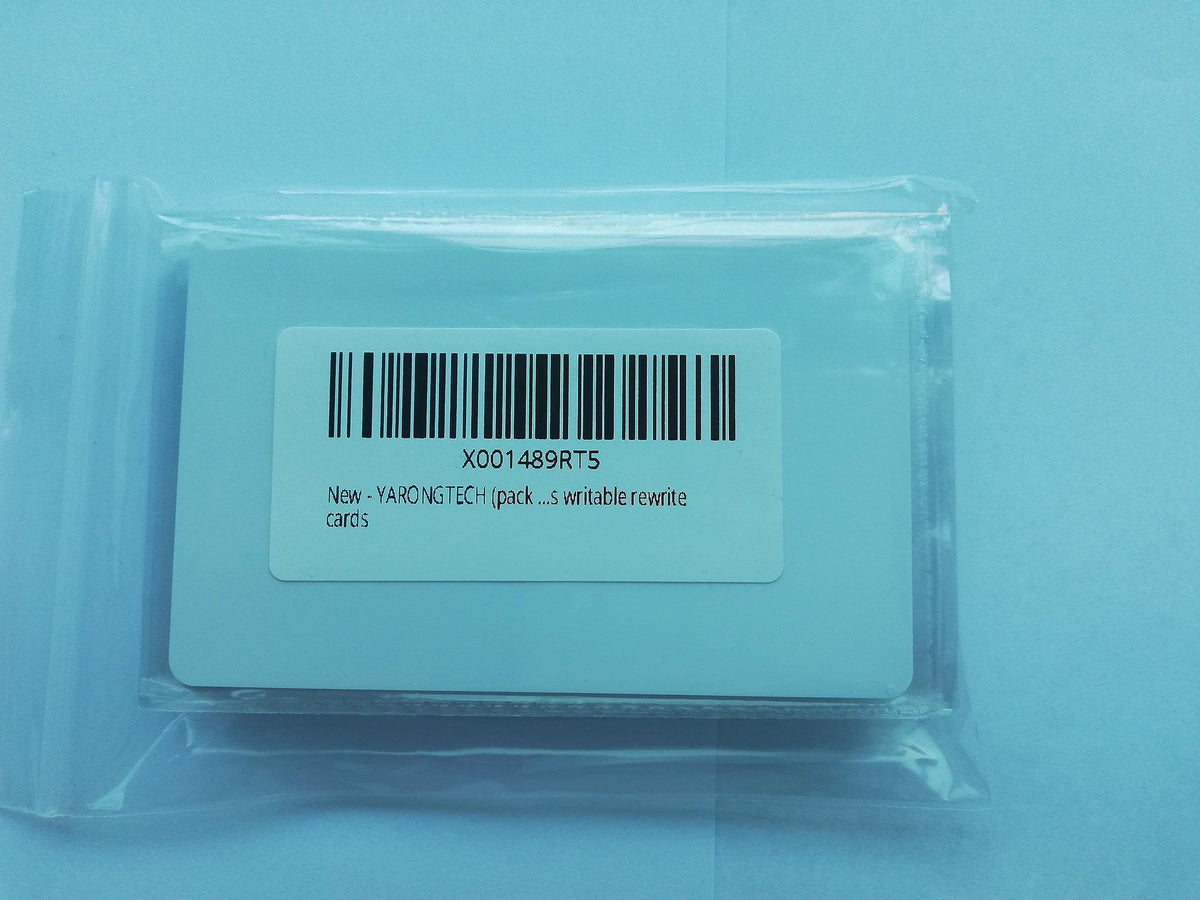 X001489RT5
New - YARONGTECH (pack ...s writable rewrite
cards